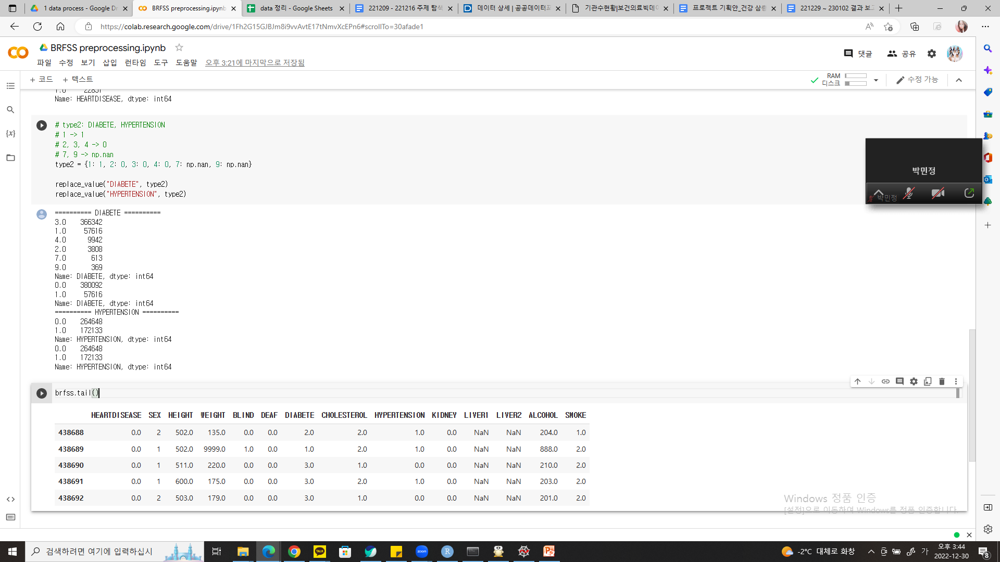 1 data process - Google Dr
BRFSS preprocessing.ipynb
data 정리 - Google Sheets
221209 - 221216 주제 탐색
데이터 상세 | 공공데이터포
기관수현황|보건의료빅데이
프로젝트 기획안_건강 삼총
221229 ~ 230102 결과 보고
https://colab.research.google.com/drive/1Fh2G15GJBJm8i9vvAvtE17tNmvXcEPn6#scrollTo=30afade1
BRFSS preprocessing.ipynb
댓글
공유
파일 수정 보기 삽입 런타임 도구 도움말 오후 3:21에 마지막으로 저장됨
+ 코드 + 텍스트
RAM
디스크
수정 가능
1.0 22851
Name: HEARTDISEASE, dtype: int64
# type2: DIABETE, HYPERTENSION
# 1 -> 1
# 2, 3, 4 -> 0
# 7, 9 -> np.nan
type2 = {1: 1, 2: 0, 3: 0, 4: 0, 7: np.nan, 9: np.nan}
replace_value("DIABETE", type2)
replace_value("HYPERTENSION", type2)
박민정
박민정
========== DIABETE ==========
3.0 366342
1.0 57616
4.0 9942
2.0 3808
7.0 613
9.0 369
Name: DIABETE, dtype: int64
0.0 380092
1.0 57616
Name: DIABETE, dtype: int64
========== HYPERTENSION ==========
0.0 264648
1.0 172133
Name: HYPERTENSION, dtype: int64
0.0 264648
1.0 172133
Name: HYPERTENSION, dtype: int64
brfss.tail()
HEARTDISEASE SEX HEIGHT WEIGHT BLIND DEAF DIABETE CHOLESTEROL HYPERTENSION KIDNEY LIVER1 LIVER2 ALCOHOL SMOKE
438688 0.0 2 502.0 135.0 0.0 0.0 2.0 2.0 1.0 0.0 NaN NaN 204.0 1.0
438689 0.0 1 502.0 9999.0 1.0 0.0 1.0 2.0 1.0 0.0 NaN NaN 888.0 2.0
438690 0.0 1 511.0 220.0 0.0 0.0 3.0 1.0 0.0 0.0 NaN NaN 210.0 2.0
438691 0.0 1 600.0 175.0 0.0 0.0 3.0 2.0 1.0 0.0 NaN NaN 203.0 2.0
438692 0.0 2 503.0 179.0 0.0 0.0 3.0 1.0 0.0 0.0 NaN NaN 201.0 2.0
Windows 정품 인증
[설정]으로 이동하여 Windows를 정품 인증합니다.
검색하려면 여기에 입력하십시
TALK
zoom
R
-2°C 대체로 화창
가
오후 3:44
2022-12-30
8